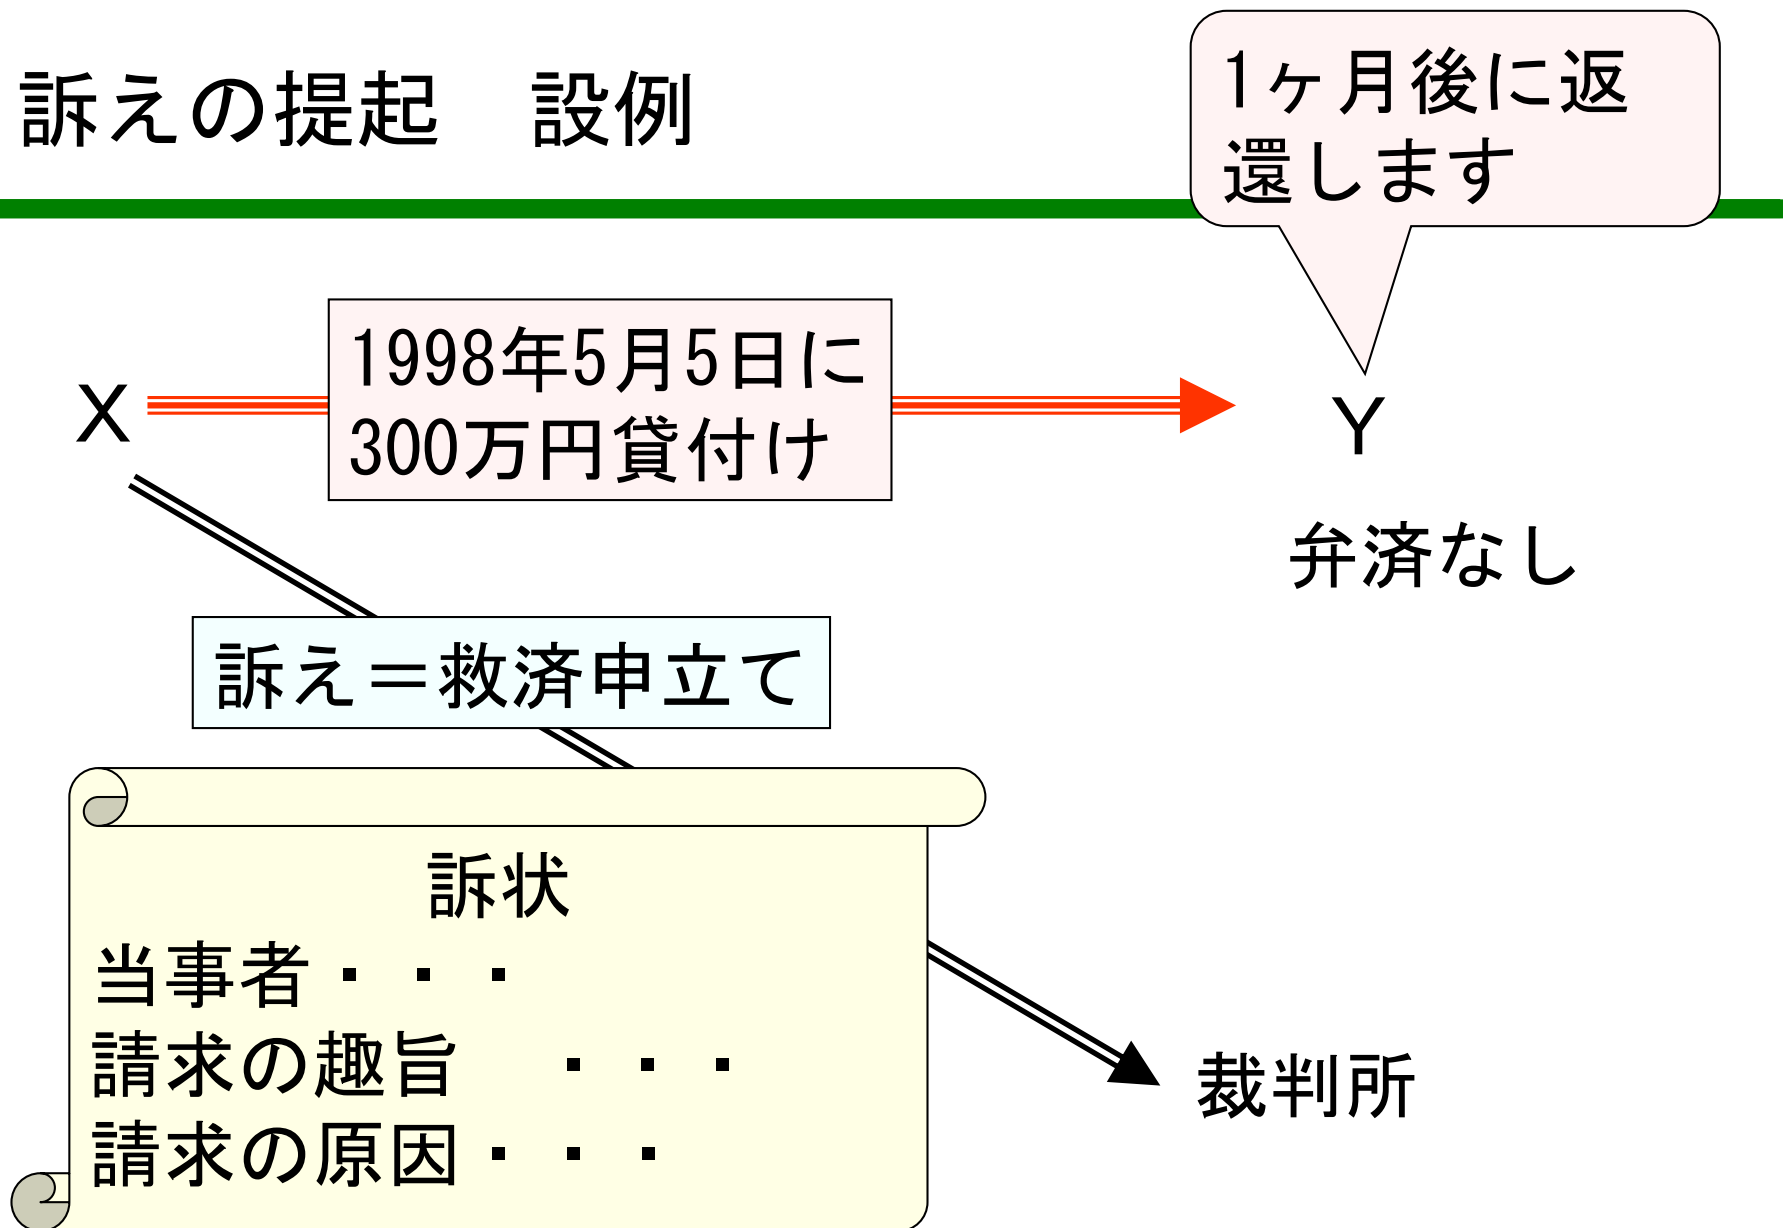 訴えの提起　設例
1ヶ月後に返
還します
1998年5月5日に
300万円貸付け
X
Y
弁済なし
訴え＝救済申立て
訴状
当事者・・・
請求の趣旨　・・・
請求の原因・・・
裁判所